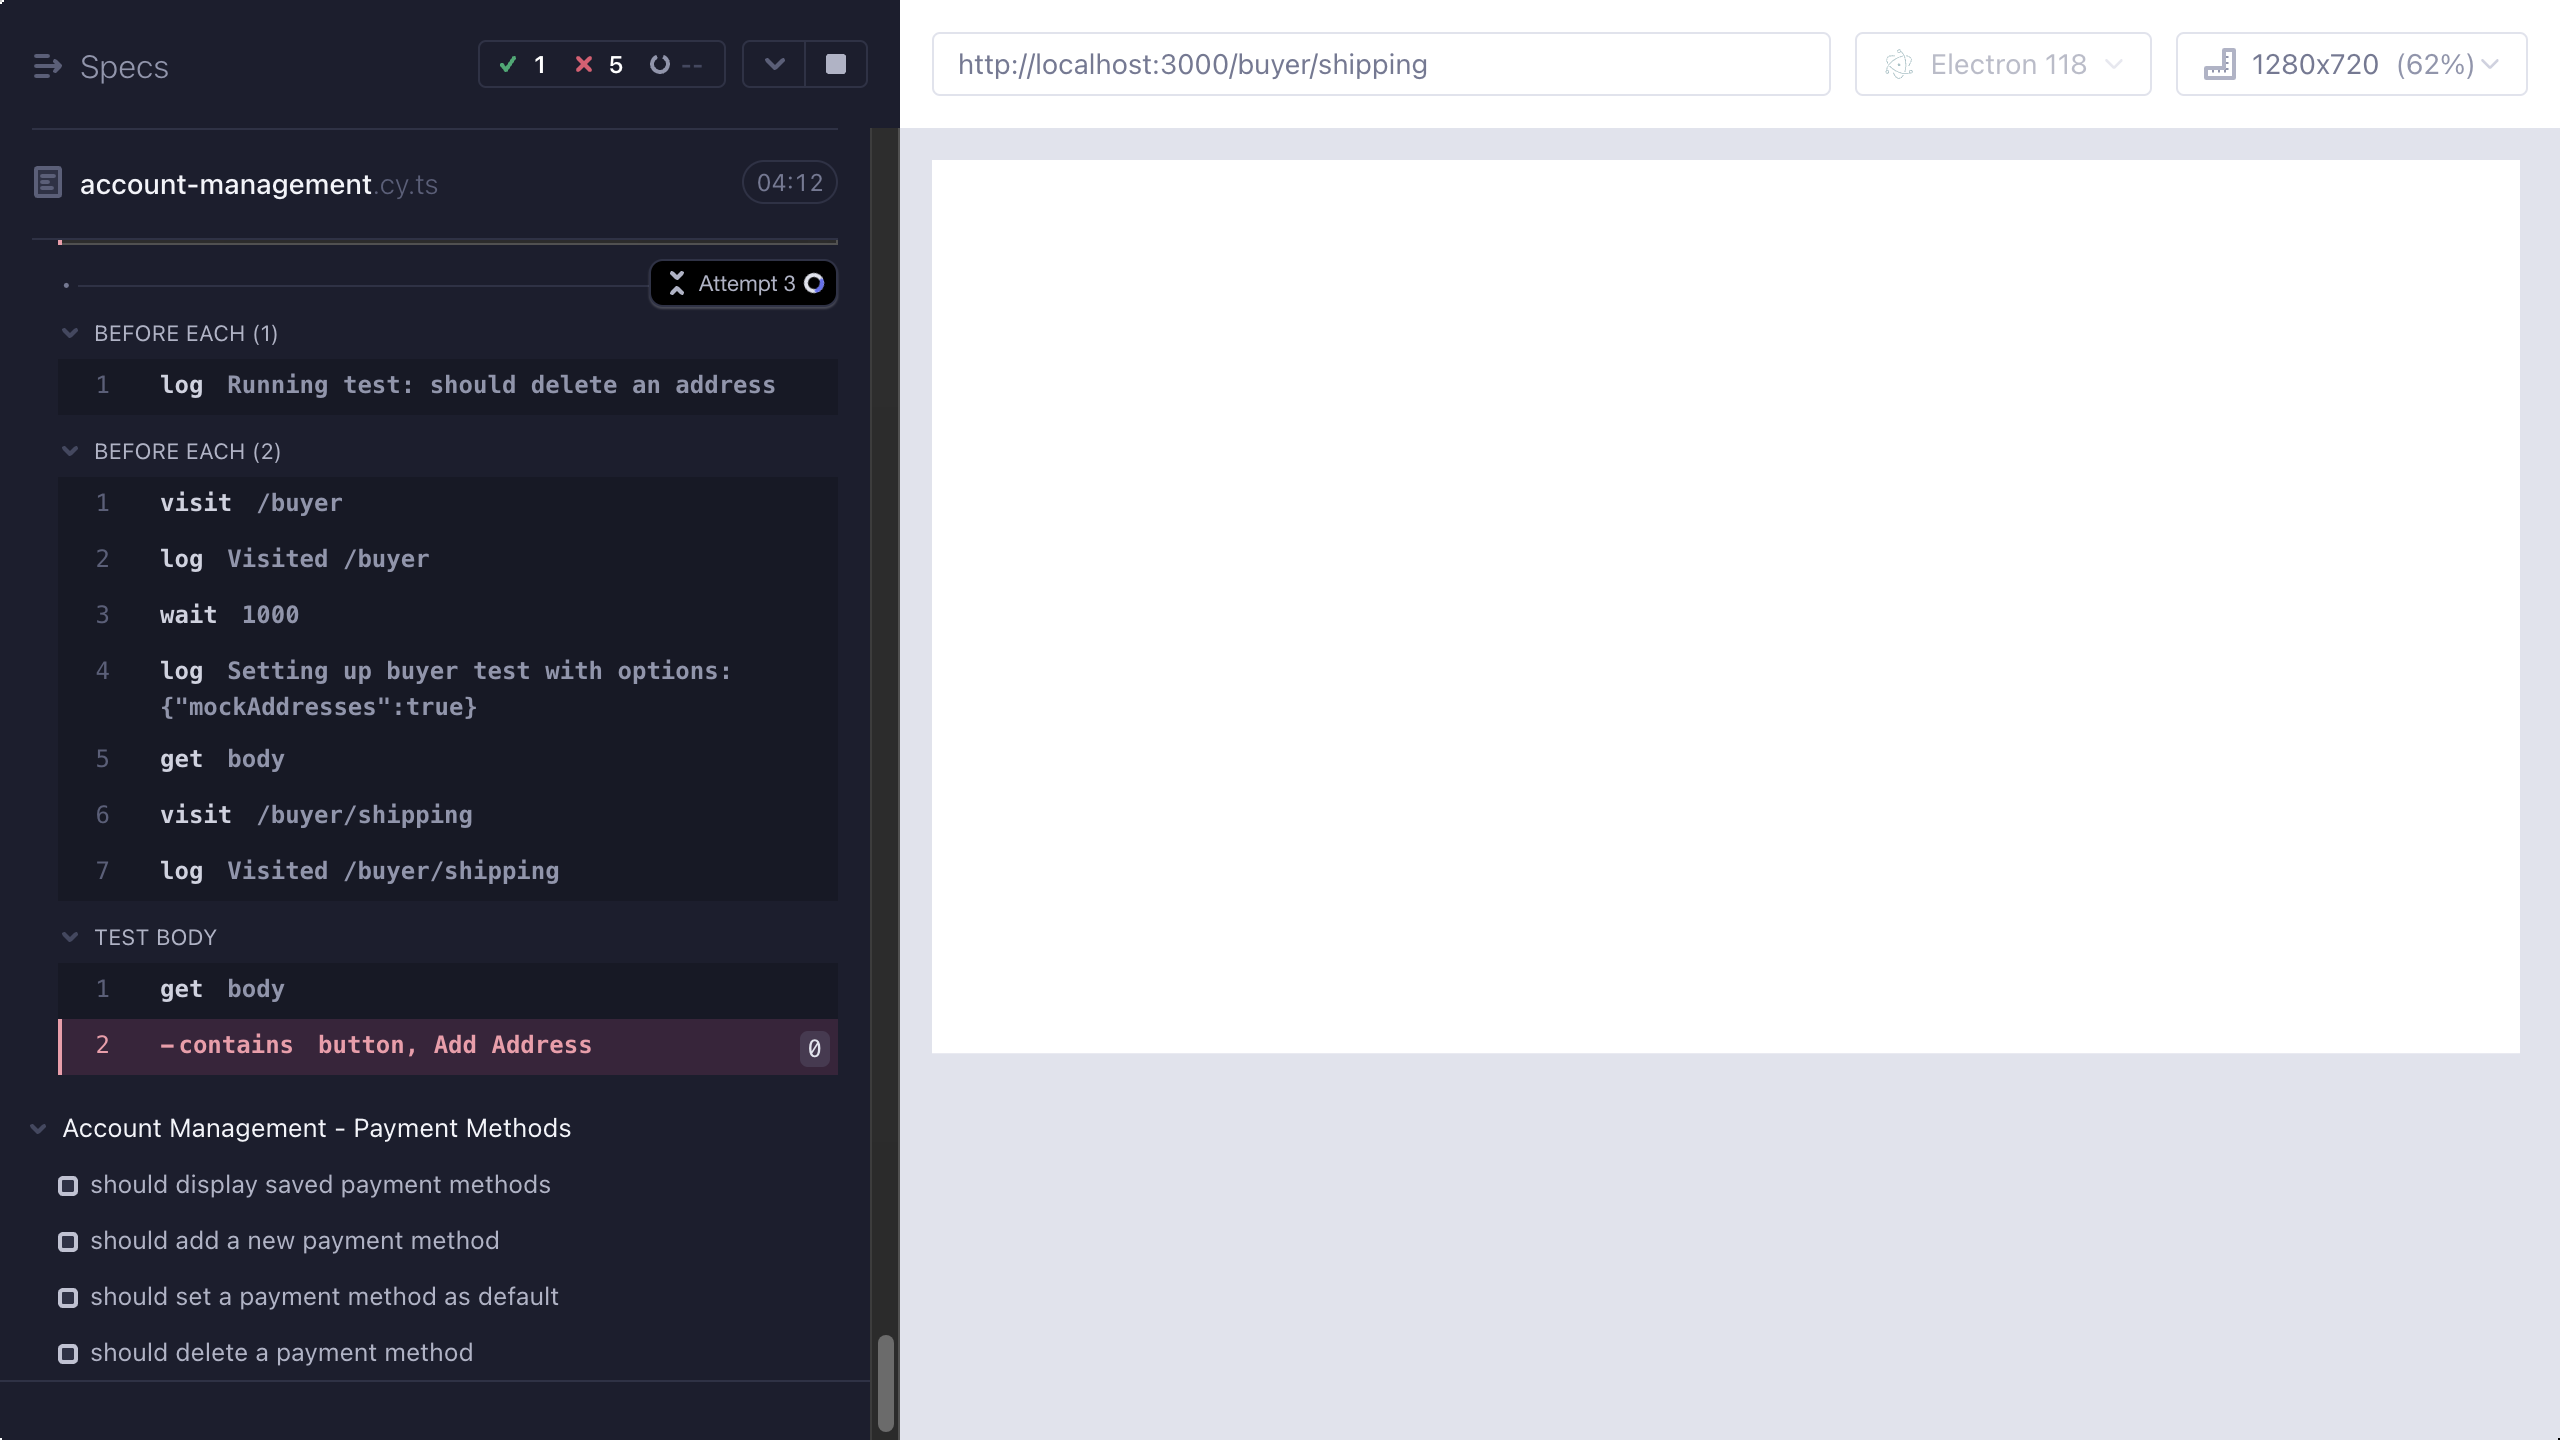 Specs
1 5 --
account-management.cy.ts
04:12
Attempt 3
BEFORE EACH (1)
1 log Running test: should delete an address
BEFORE EACH (2)
1 visit /buyer
2 log Visited /buyer
3 wait 1000
4 log Setting up buyer test with options:
{"mockAddresses":true}
5 get body
6 visit /buyer/shipping
7 log Visited /buyer/shipping
TEST BODY
1 get body
2 -contains button, Add Address 0
Account Management - Payment Methods
should display saved payment methods
should add a new payment method
should set a payment method as default
should delete a payment method
http://localhost:3000/buyer/shipping
Electron 118
1280x720 (62%)